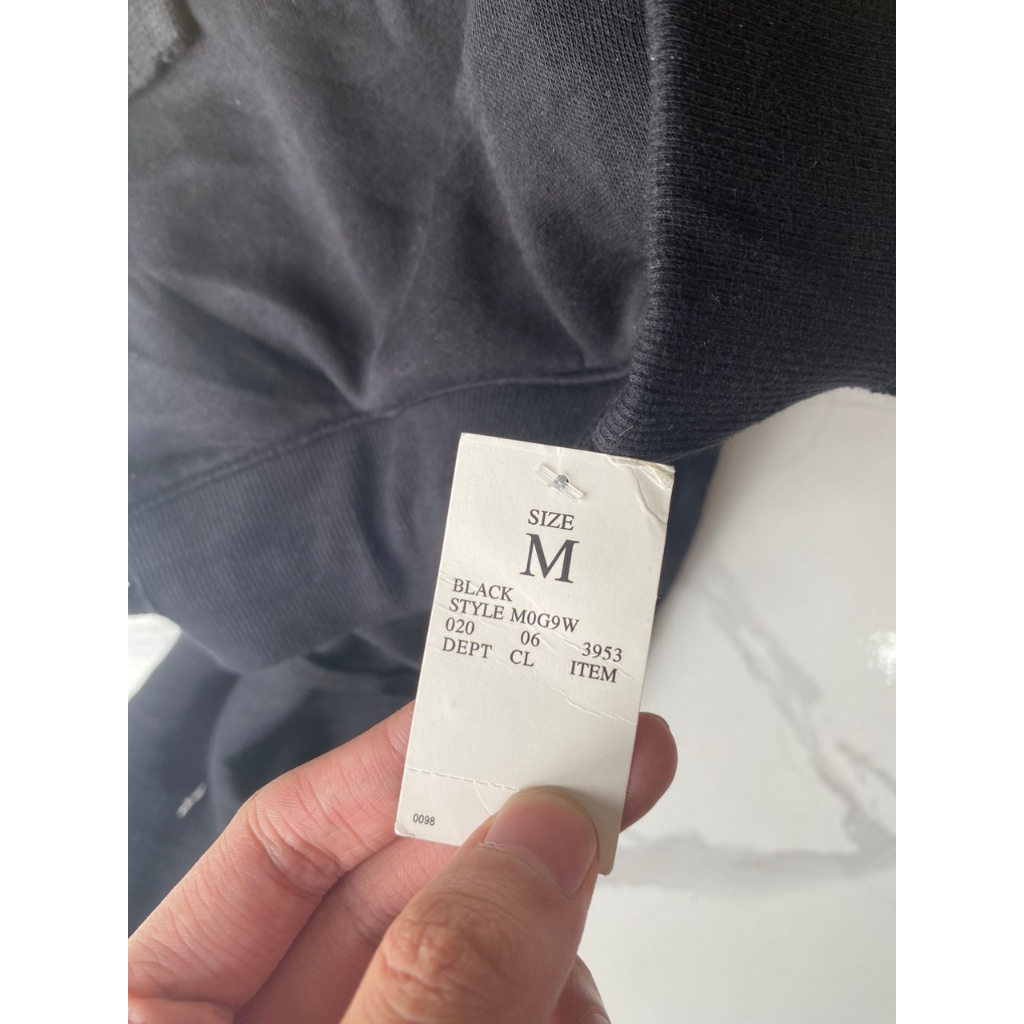 SIZE
M
BLACK
STYLE M0G9W
020 06 3953
DEPT CL ITEM
0098